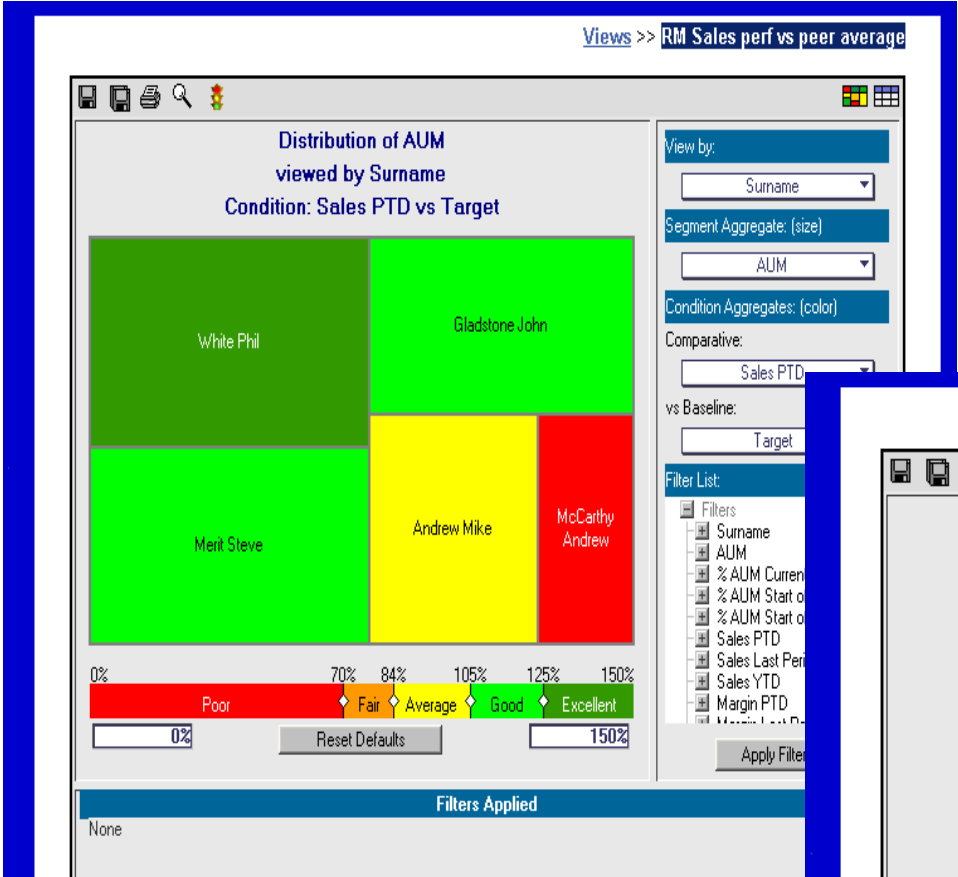 Views >> RM Sales perf vs peer average
Distribution of AUM
viewed by Surname
Condition: Sales PTD vs Target
White Phil
Gladstone John
Merit Steve
Andrew Mike
McCarthy
Andrew
0% 70% 84% 105% 125% 150%
Poor Fair Average Good Excellent
0% Reset Defaults 150%
View by:
Surname
Segment Aggregate: (size)
AUM
Condition Aggregates: (color)
Comparative:
Sales PTD
vs Baseline:
Target
Filter List:
Filters
Surname
AUM
% AUM Curren
% AUM Start o
% AUM Start o
Sales PTD
Sales Last Peri
Sales YTD
Margin PTD
Apply Filter
Filters Applied
None